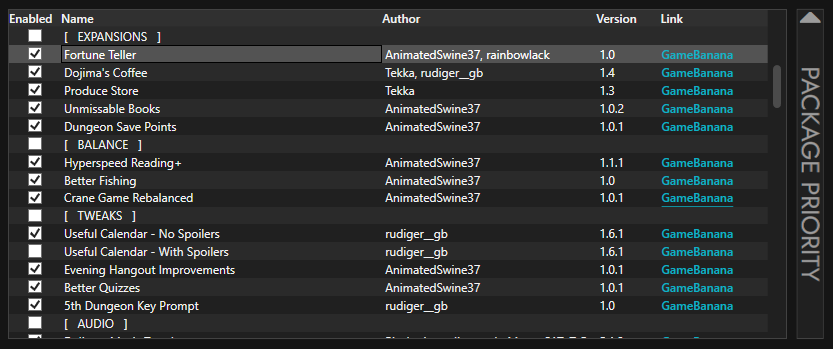 Enabled Name Author Version Link
[ EXPANSIONS ]
Fortune Teller AnimatedSwine37, rainbowlack 1.0 GameBanana
Dojima's Coffee Tekka, rudiger__gb 1.4 GameBanana
Produce Store Tekka 1.3 GameBanana
Unmissable Books AnimatedSwine37 1.0.2 GameBanana
Dungeon Save Points AnimatedSwine37 1.0.1 GameBanana
[ BALANCE ]
Hyperspeed Reading+ AnimatedSwine37 1.1.1 GameBanana
Better Fishing AnimatedSwine37 1.0 GameBanana
Crane Game Rebalanced AnimatedSwine37 1.0.1 GameBanana
[ TWEAKS ]
Useful Calendar - No Spoilers rudiger__gb 1.6.1 GameBanana
Useful Calendar - With Spoilers rudiger__gb 1.6.1 GameBanana
Evening Hangout Improvements AnimatedSwine37 1.0.1 GameBanana
Better Quizzes AnimatedSwine37 1.0.1 GameBanana
5th Dungeon Key Prompt rudiger__gb 1.0 GameBanana
[ AUDIO ]
PACKAGE PRIORITY